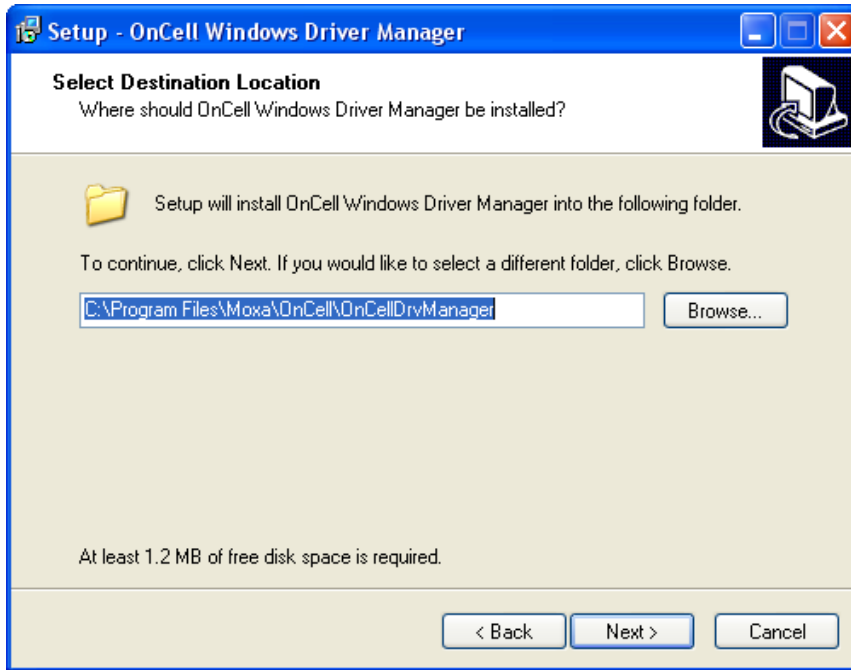 Setup - OnCell Windows Driver Manager
Select Destination Location
Where should OnCell Windows Driver Manager be installed?
Setup will install OnCell Windows Driver Manager into the following folder.
To continue, click Next. If you would like to select a different folder, click Browse.
C:\Program Files\Moxa\OnCell\OnCellDrvManager
Browse...
At least 1.2 MB of free disk space is required.
< Back
Next >
Cancel